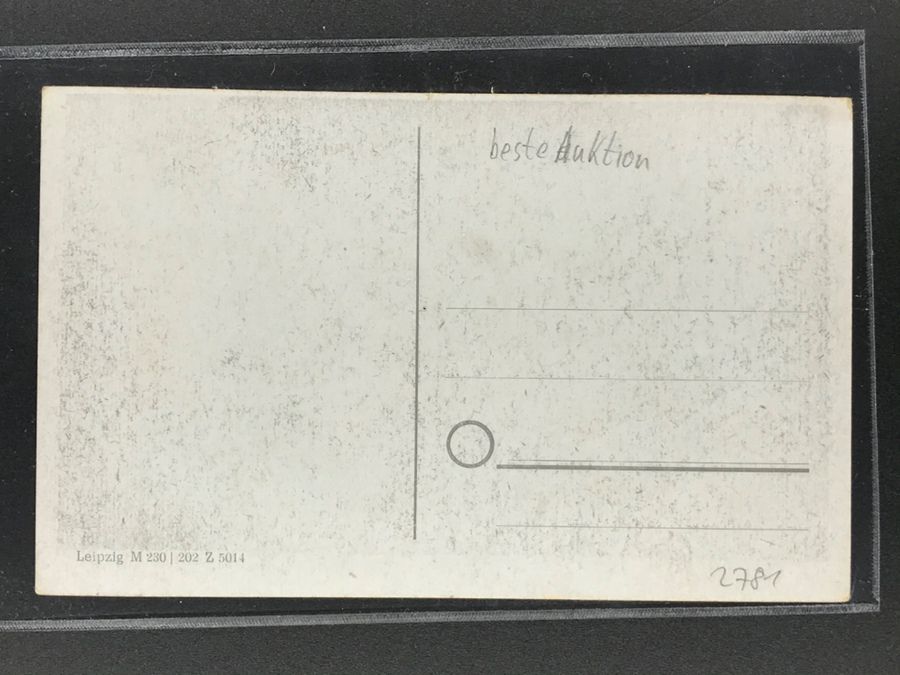 beste Auktion
Leipzig M 230 | 202 Z 5014
2781